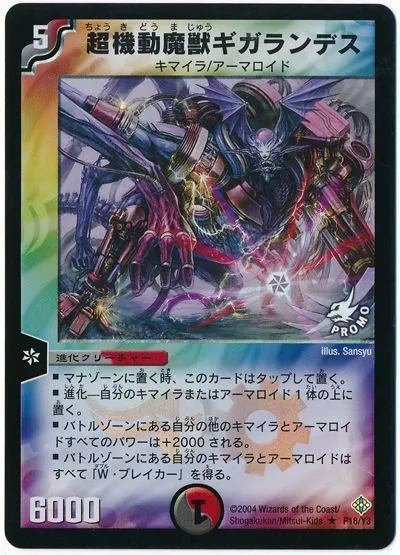 5
ちょう き どう ま じゅう
超機動魔獣ギガランデス
キマイラ/アーマロイド
PROMO
illus. Sansyu
進化クリーチャー
■ マナゾーンに置く時、このカードはタップして置く。
■ 進化—自分のキマイラまたはアーマロイド1体の上に
置く。
■ バトルゾーンにある自分の他のキマイラとアーマロイ
ドすべてのパワーは+2000 される。
■ バトルゾーンにある自分のキマイラとアーマロイドは
すべて「W・ブレイカー」を得る。
6000
1
©2004 Wizards of the Coast/
Shogakukan/Mitsui-Kids ★ P18/Y3